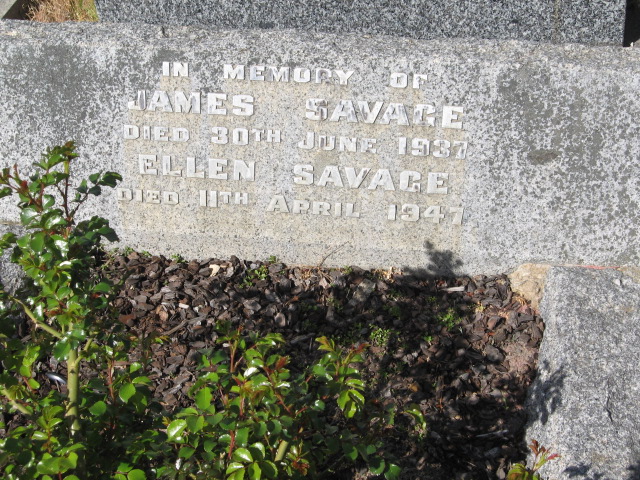 IN MEMORY OF
JAMES SAVAGE
DIED 30TH JUNE 1937
ELLEN SAVAGE
DIED 11TH APRIL 1947